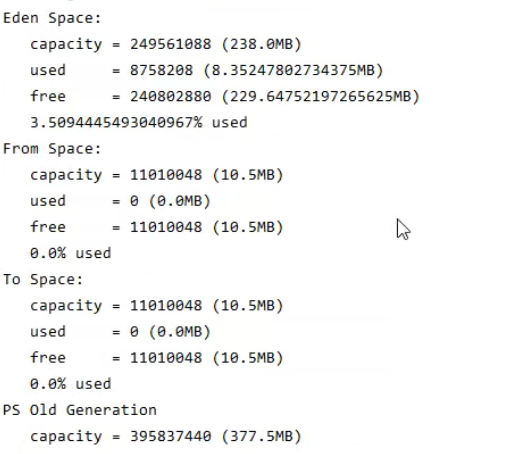 Eden Space:
capacity = 249561088 (238.0MB)
used = 8758208 (8.35247802734375MB)
free = 240802880 (229.64752197265625MB)
3.5094445493040967% used
From Space:
capacity = 11010048 (10.5MB)
used = 0 (0.0MB)
free = 11010048 (10.5MB)
0.0% used
To Space:
capacity = 11010048 (10.5MB)
used = 0 (0.0MB)
free = 11010048 (10.5MB)
0.0% used
PS Old Generation
capacity = 395837440 (377.5MB)